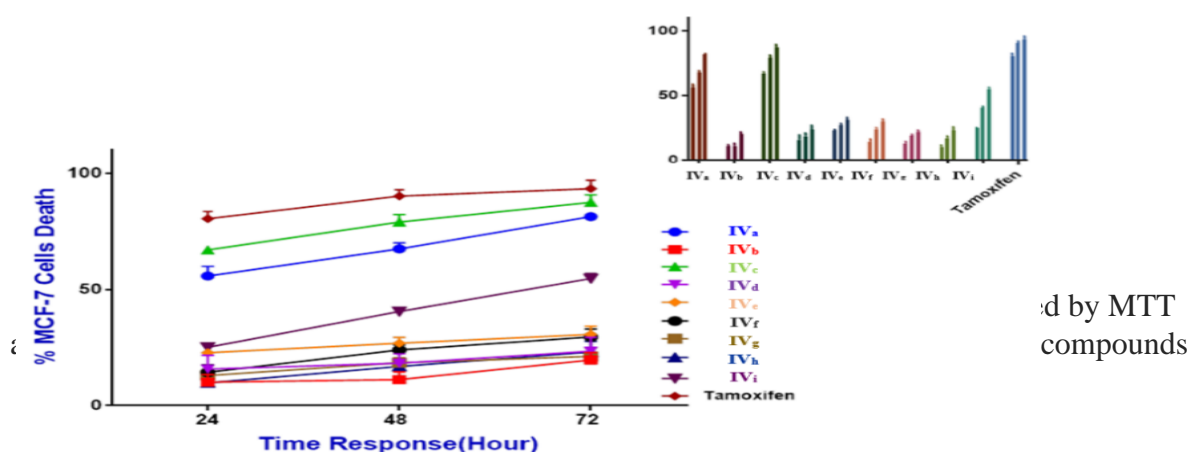 100
50
0
IVa IVb IVc IVd IVe IVf IVg IVh IVi
Tamoxifen
% MCF-7 Cells Death
100
50
0
24 48 72
Time Response(Hour)
IVa
IVb
IVc
IVd
IVe
IVf
IVg
IVh
IVi
Tamoxifen
by MTT
compounds